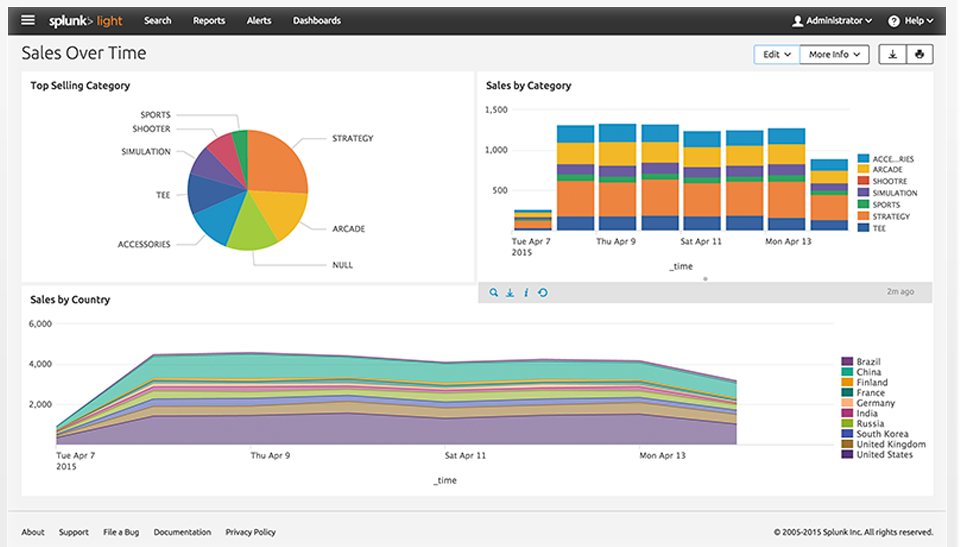 splunk> light Search Reports Alerts Dashboards Administrator Help
Sales Over Time
Edit More Info
Top Selling Category
SPORTS
SHOOTER
SIMULATION
TEE
ACCESSORIES
STRATEGY
ARCADE
NULL
Sales by Category
1,500
1,000
500
Tue Apr 7 Thu Apr 9 Sat Apr 11 Mon Apr 13
2015
_time
ACCE...RIES
ARCADE
SHOOTRE
SIMULATION
SPORTS
STRATEGY
TEE
i
2m ago
Sales by Country
6,000
4,000
2,000
Tue Apr 7 Thu Apr 9 Sat Apr 11 Mon Apr 13
2015
_time
Brazil
China
Finland
France
Germany
India
Russia
South Korea
United Kingdom
United States
About Support File a Bug Documentation Privacy Policy © 2005-2015 Splunk Inc. All rights reserved.